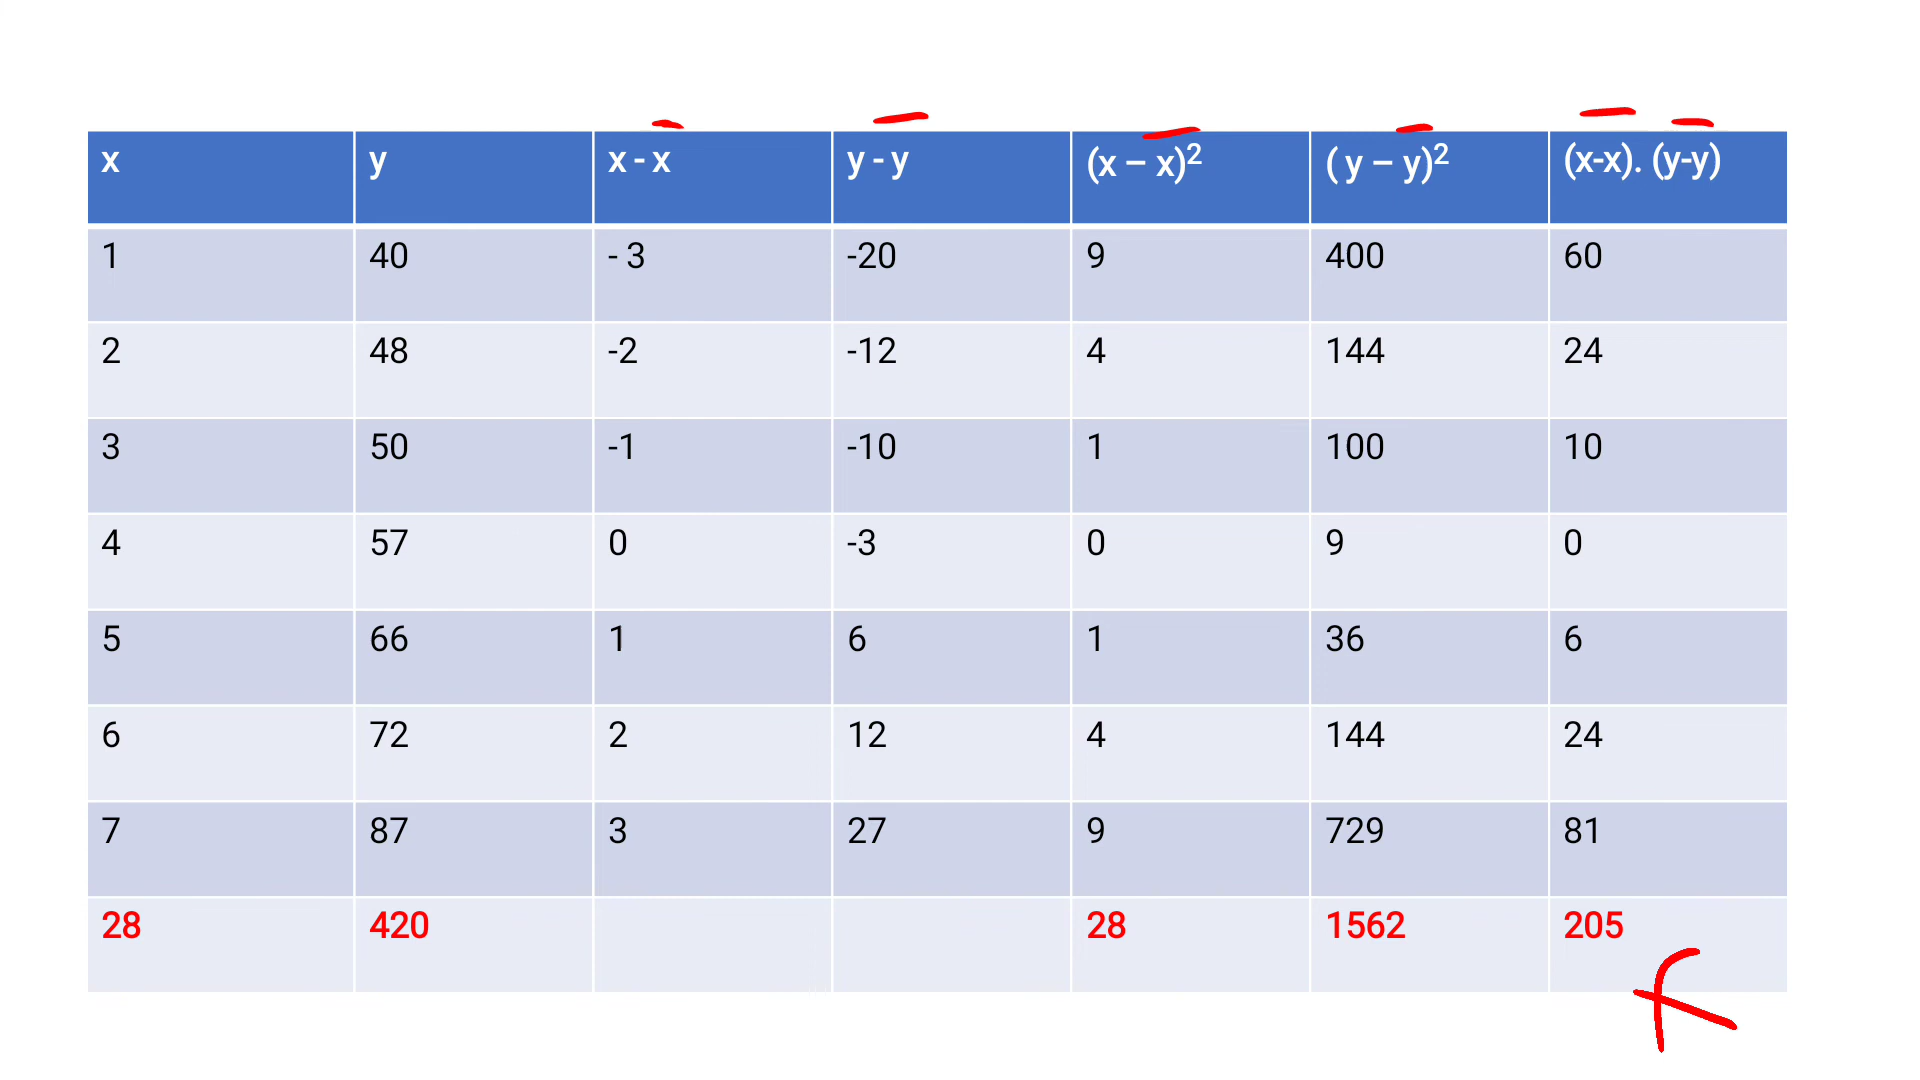 x y x - x y - y (x – x)² ( y – y)² (x-x). (y-y)
1 40 - 3 -20 9 400 60
2 48 -2 -12 4 144 24
3 50 -1 -10 1 100 10
4 57 0 -3 0 9 0
5 66 1 6 1 36 6
6 72 2 12 4 144 24
7 87 3 27 9 729 81
28 420 28 1562 205